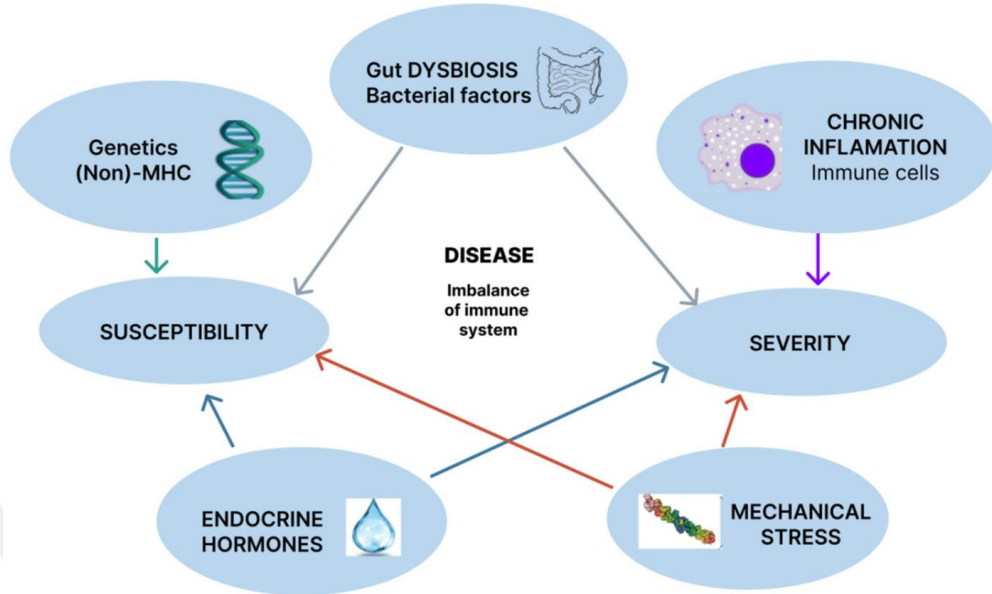 Gut DYSBIOSIS
Bacterial factors
Genetics
(Non)-MHC
CHRONIC
INFLAMATION
Immune cells
DISEASE
Imbalance
of immune
system
SUSCEPTIBILITY
SEVERITY
ENDOCRINE
HORMONES
MECHANICAL
STRESS